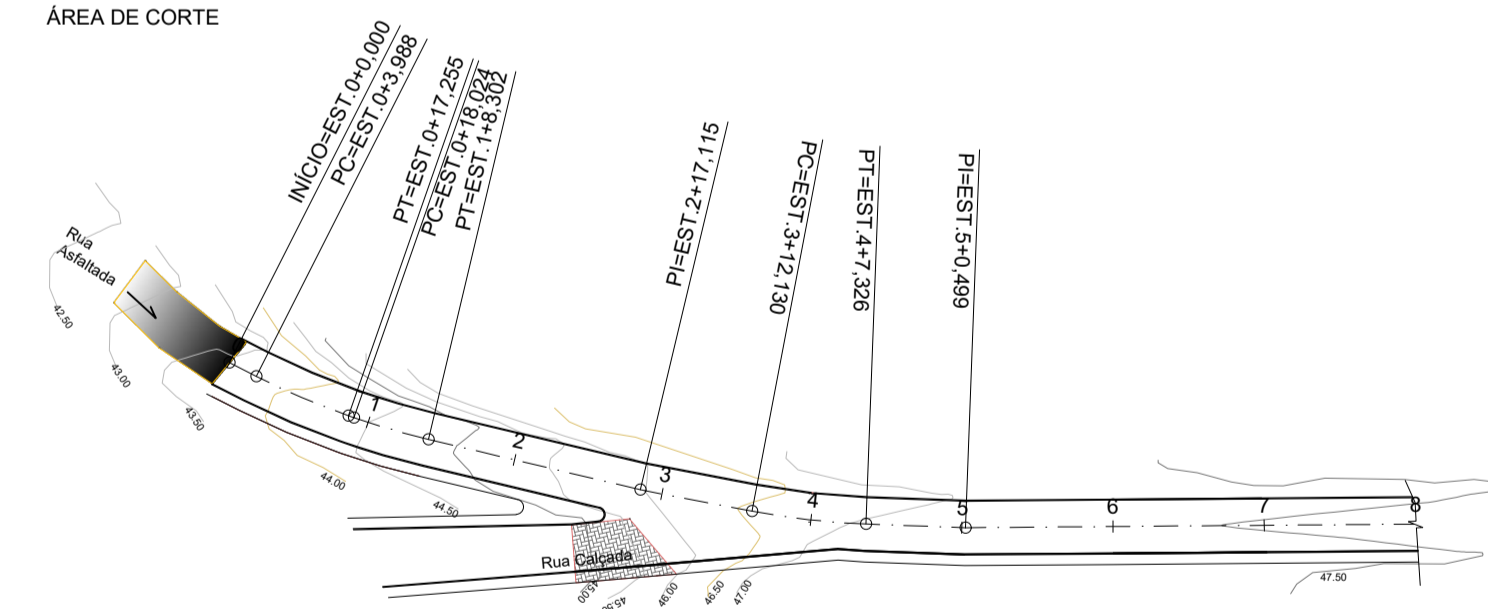 ÁREA DE CORTE
INÍCIO=EST.0+0,000
PC=EST.0+3,988
PT=EST.0+17,255
PC=EST.0+18,024
PT=EST.1+8,302
PI=EST.2+17,115
PC=EST.3+12,130
PT=EST.4+7,326
PI=EST.5+0,499
Rua
Asfaltada
42.50
43.00
43.50
44.00
44.50
1
2
3
4
5
6
7
8
Rua Calçada
45.00
45.50
46.00
46.50
47.00
47.50